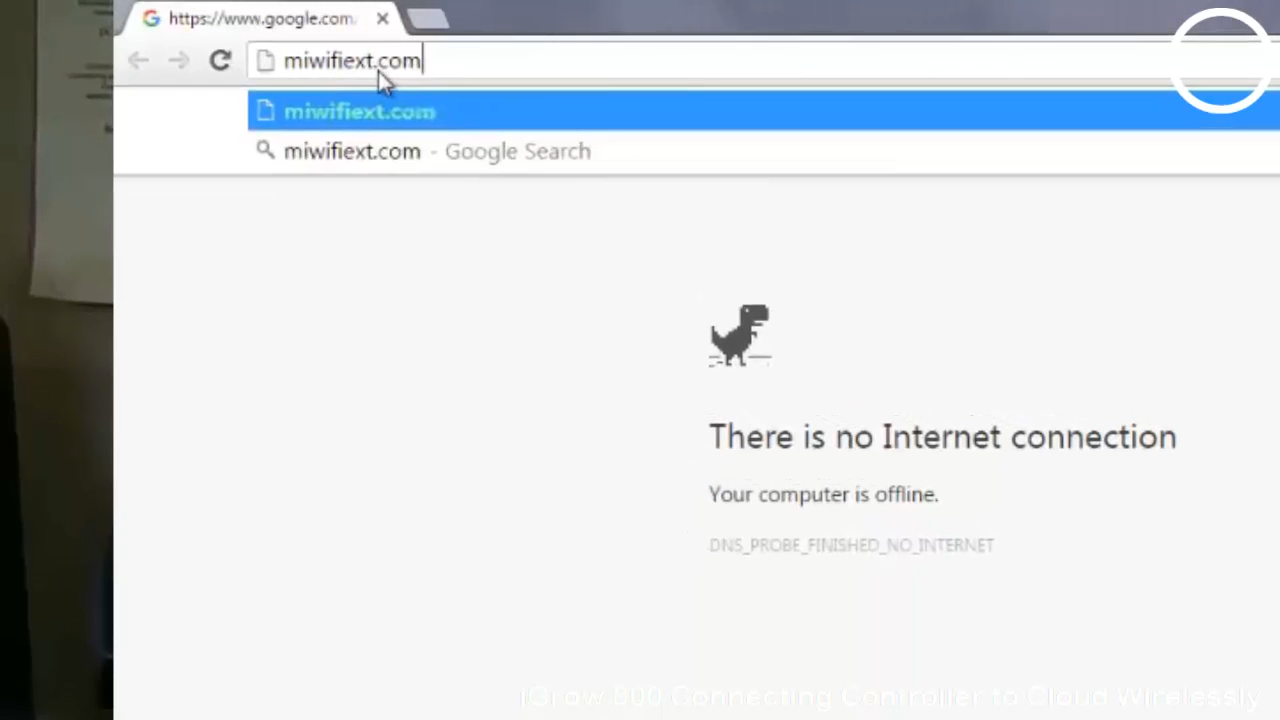 https://www.google.com
miwifiext.com
miwifiext.com
miwifiext.com - Google Search
There is no Internet connection
Your computer is offline.
DNS_PROBE_FINISHED_NO_INTERNET
iGrow 800 Connecting Controller to Cloud Wirelessly